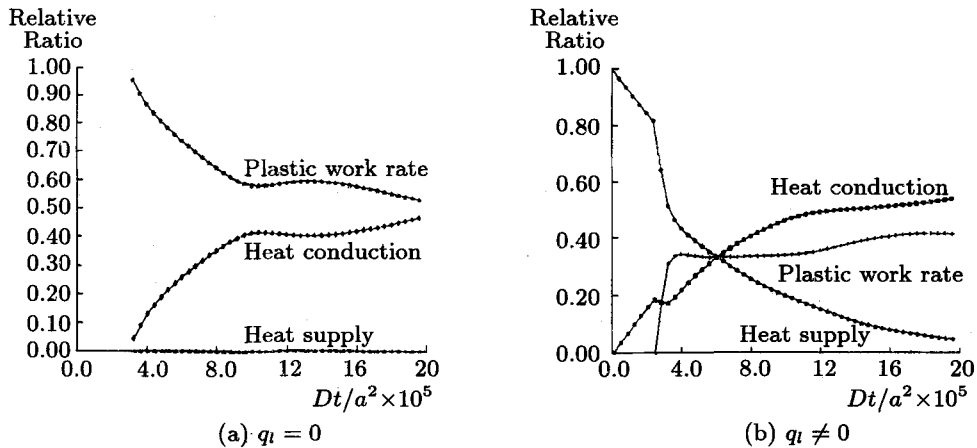 Relative
Ratio
1.00
0.90
0.80
0.70
0.60
0.50
0.40
0.30
0.20
0.10
0.00
0.0 4.0 8.0 12 16 20
Plastic work rate
Heat conduction
Heat supply
Dt/a² ×10⁵
(a) qₗ = 0
Relative
Ratio
1.00
0.80
0.60
0.40
0.20
0.00
0.0 4.0 8.0 12 16 20
Heat conduction
Plastic work rate
Heat supply
Dt/a² ×10⁵
(b) qₗ ≠ 0